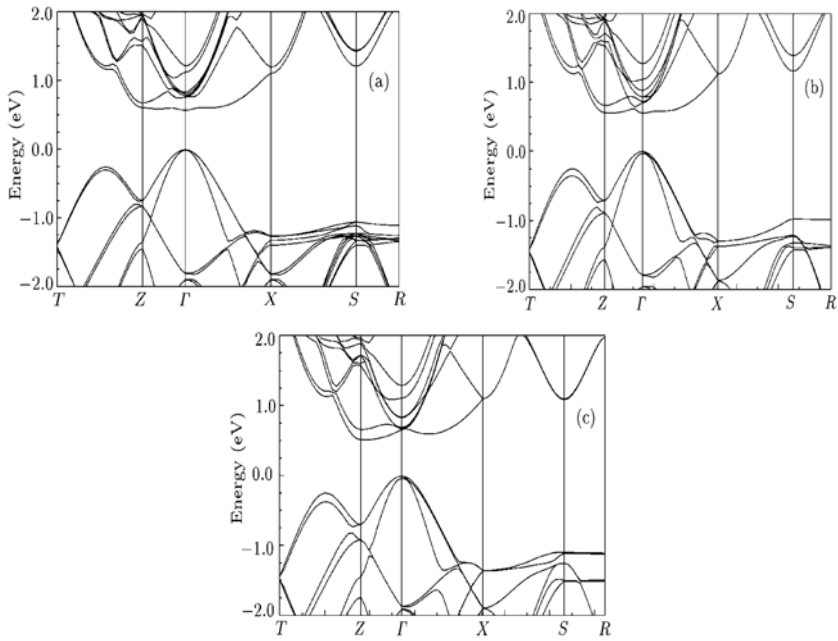 2.0
1.0
0.0
−1.0
−2.0
Energy (eV)
(a)
T Z Γ X S R
2.0
1.0
0.0
−1.0
−2.0
Energy (eV)
(b)
T Z Γ X S R
2.0
1.0
0.0
−1.0
−2.0
Energy (eV)
(c)
T Z Γ X S R